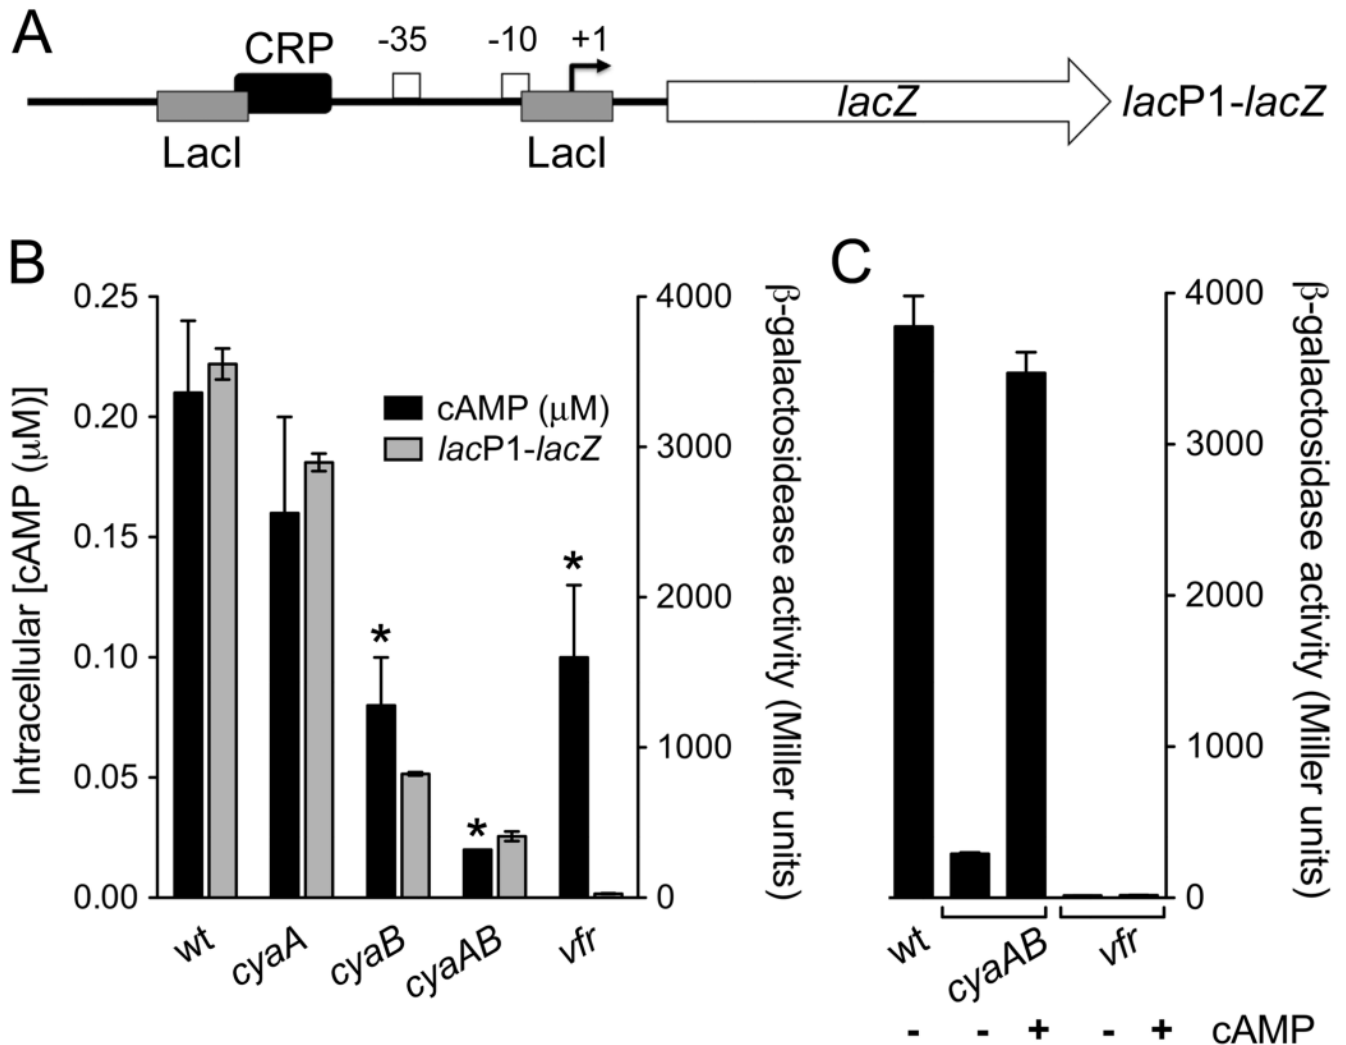 A
CRP
-35
-10
+1
lacZ
lacP1-lacZ
LacI
LacI
B
0.25
0.20
0.15
0.10
0.05
0.00
Intracellular [cAMP (μM)]
cAMP (μM)
lacP1-lacZ
*
*
*
4000
3000
2000
1000
0
β-galactosidease activity (Miller units)
wt
cyaA
cyaB
cyaAB
vfr
C
4000
3000
2000
1000
0
β-galactosidase activity (Miller units)
wt
cyaAB
vfr
- - + - + cAMP